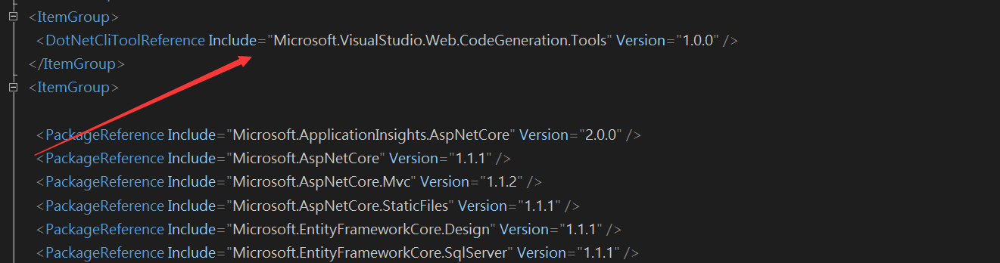 <ItemGroup>
<DotNetCliToolReference Include="Microsoft.VisualStudio.Web.CodeGeneration.Tools" Version="1.0.0" />
</ItemGroup>
<ItemGroup>
<PackageReference Include="Microsoft.ApplicationInsights.AspNetCore" Version="2.0.0" />
<PackageReference Include="Microsoft.AspNetCore" Version="1.1.1" />
<PackageReference Include="Microsoft.AspNetCore.Mvc" Version="1.1.2" />
<PackageReference Include="Microsoft.AspNetCore.StaticFiles" Version="1.1.1" />
<PackageReference Include="Microsoft.EntityFrameworkCore.Design" Version="1.1.1" />
<PackageReference Include="Microsoft.EntityFrameworkCore.SqlServer" Version="1.1.1" />